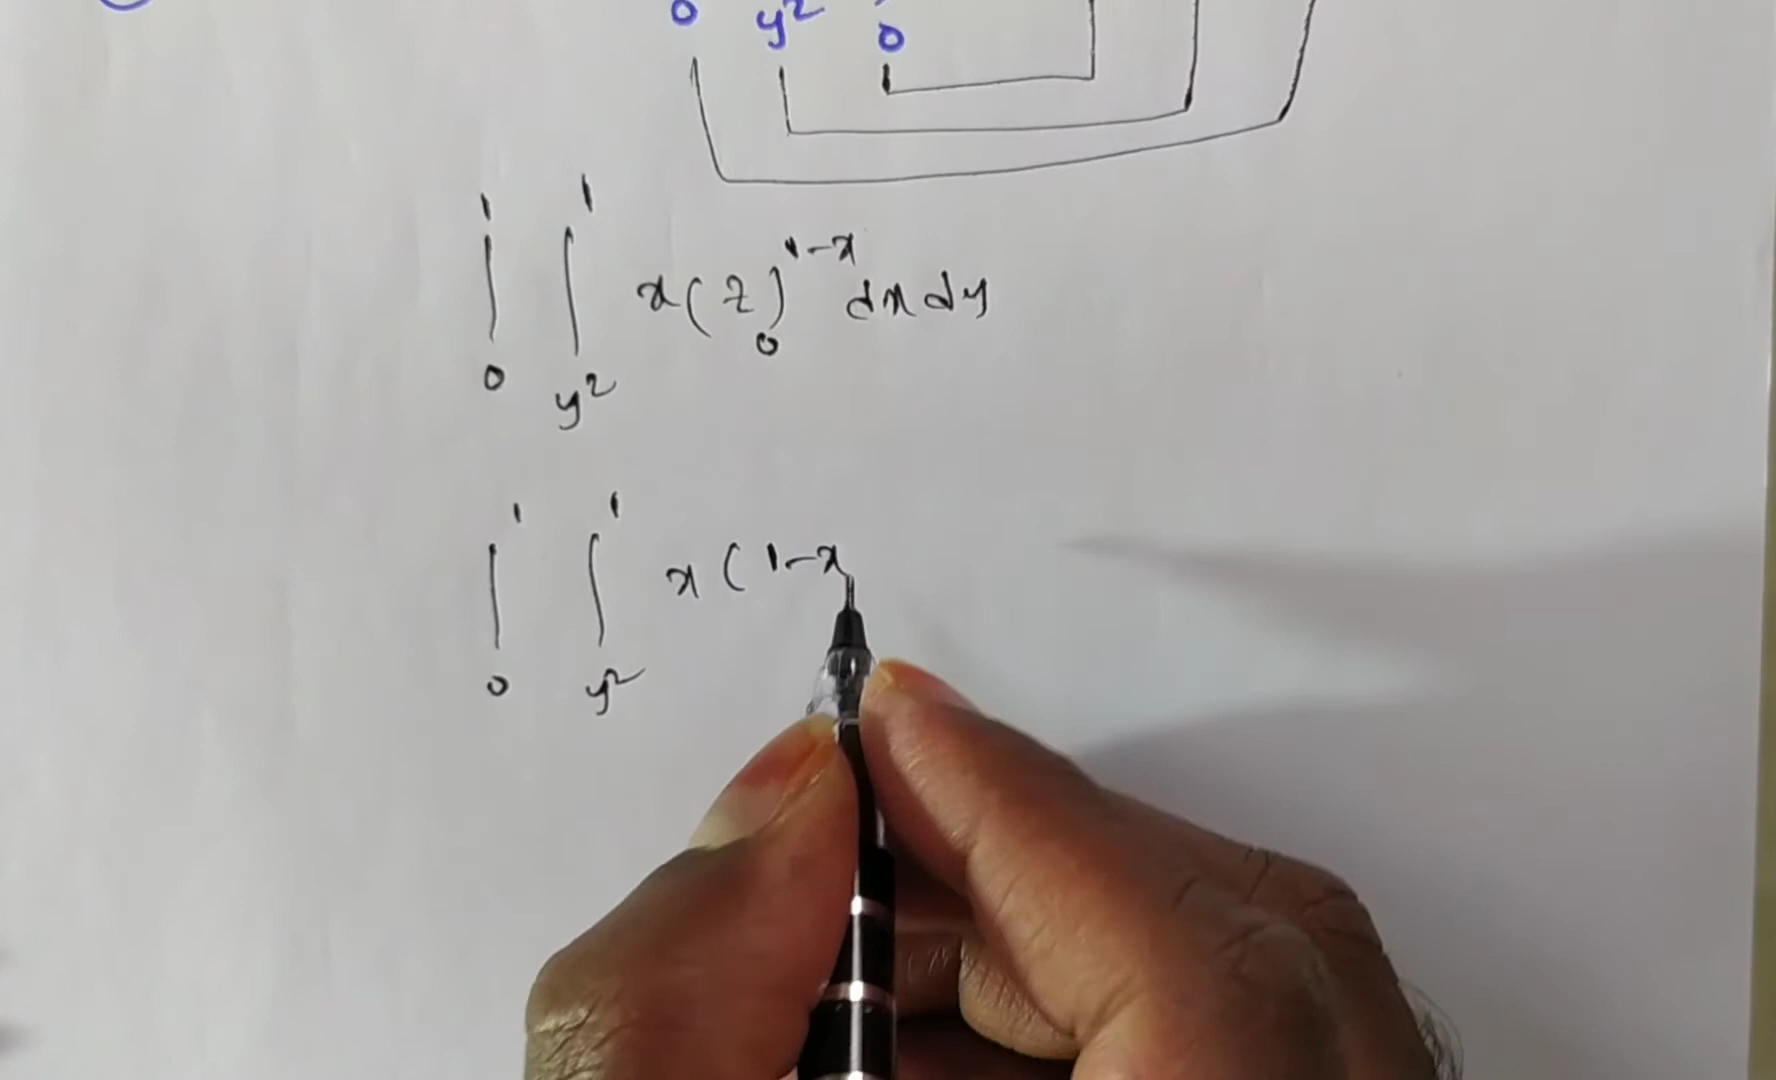 0 y² 0
∫₀¹ ∫_{y²}¹ x(z)₀^{1-x} dx dy
∫₀¹ ∫_{y²}¹ x(1-x